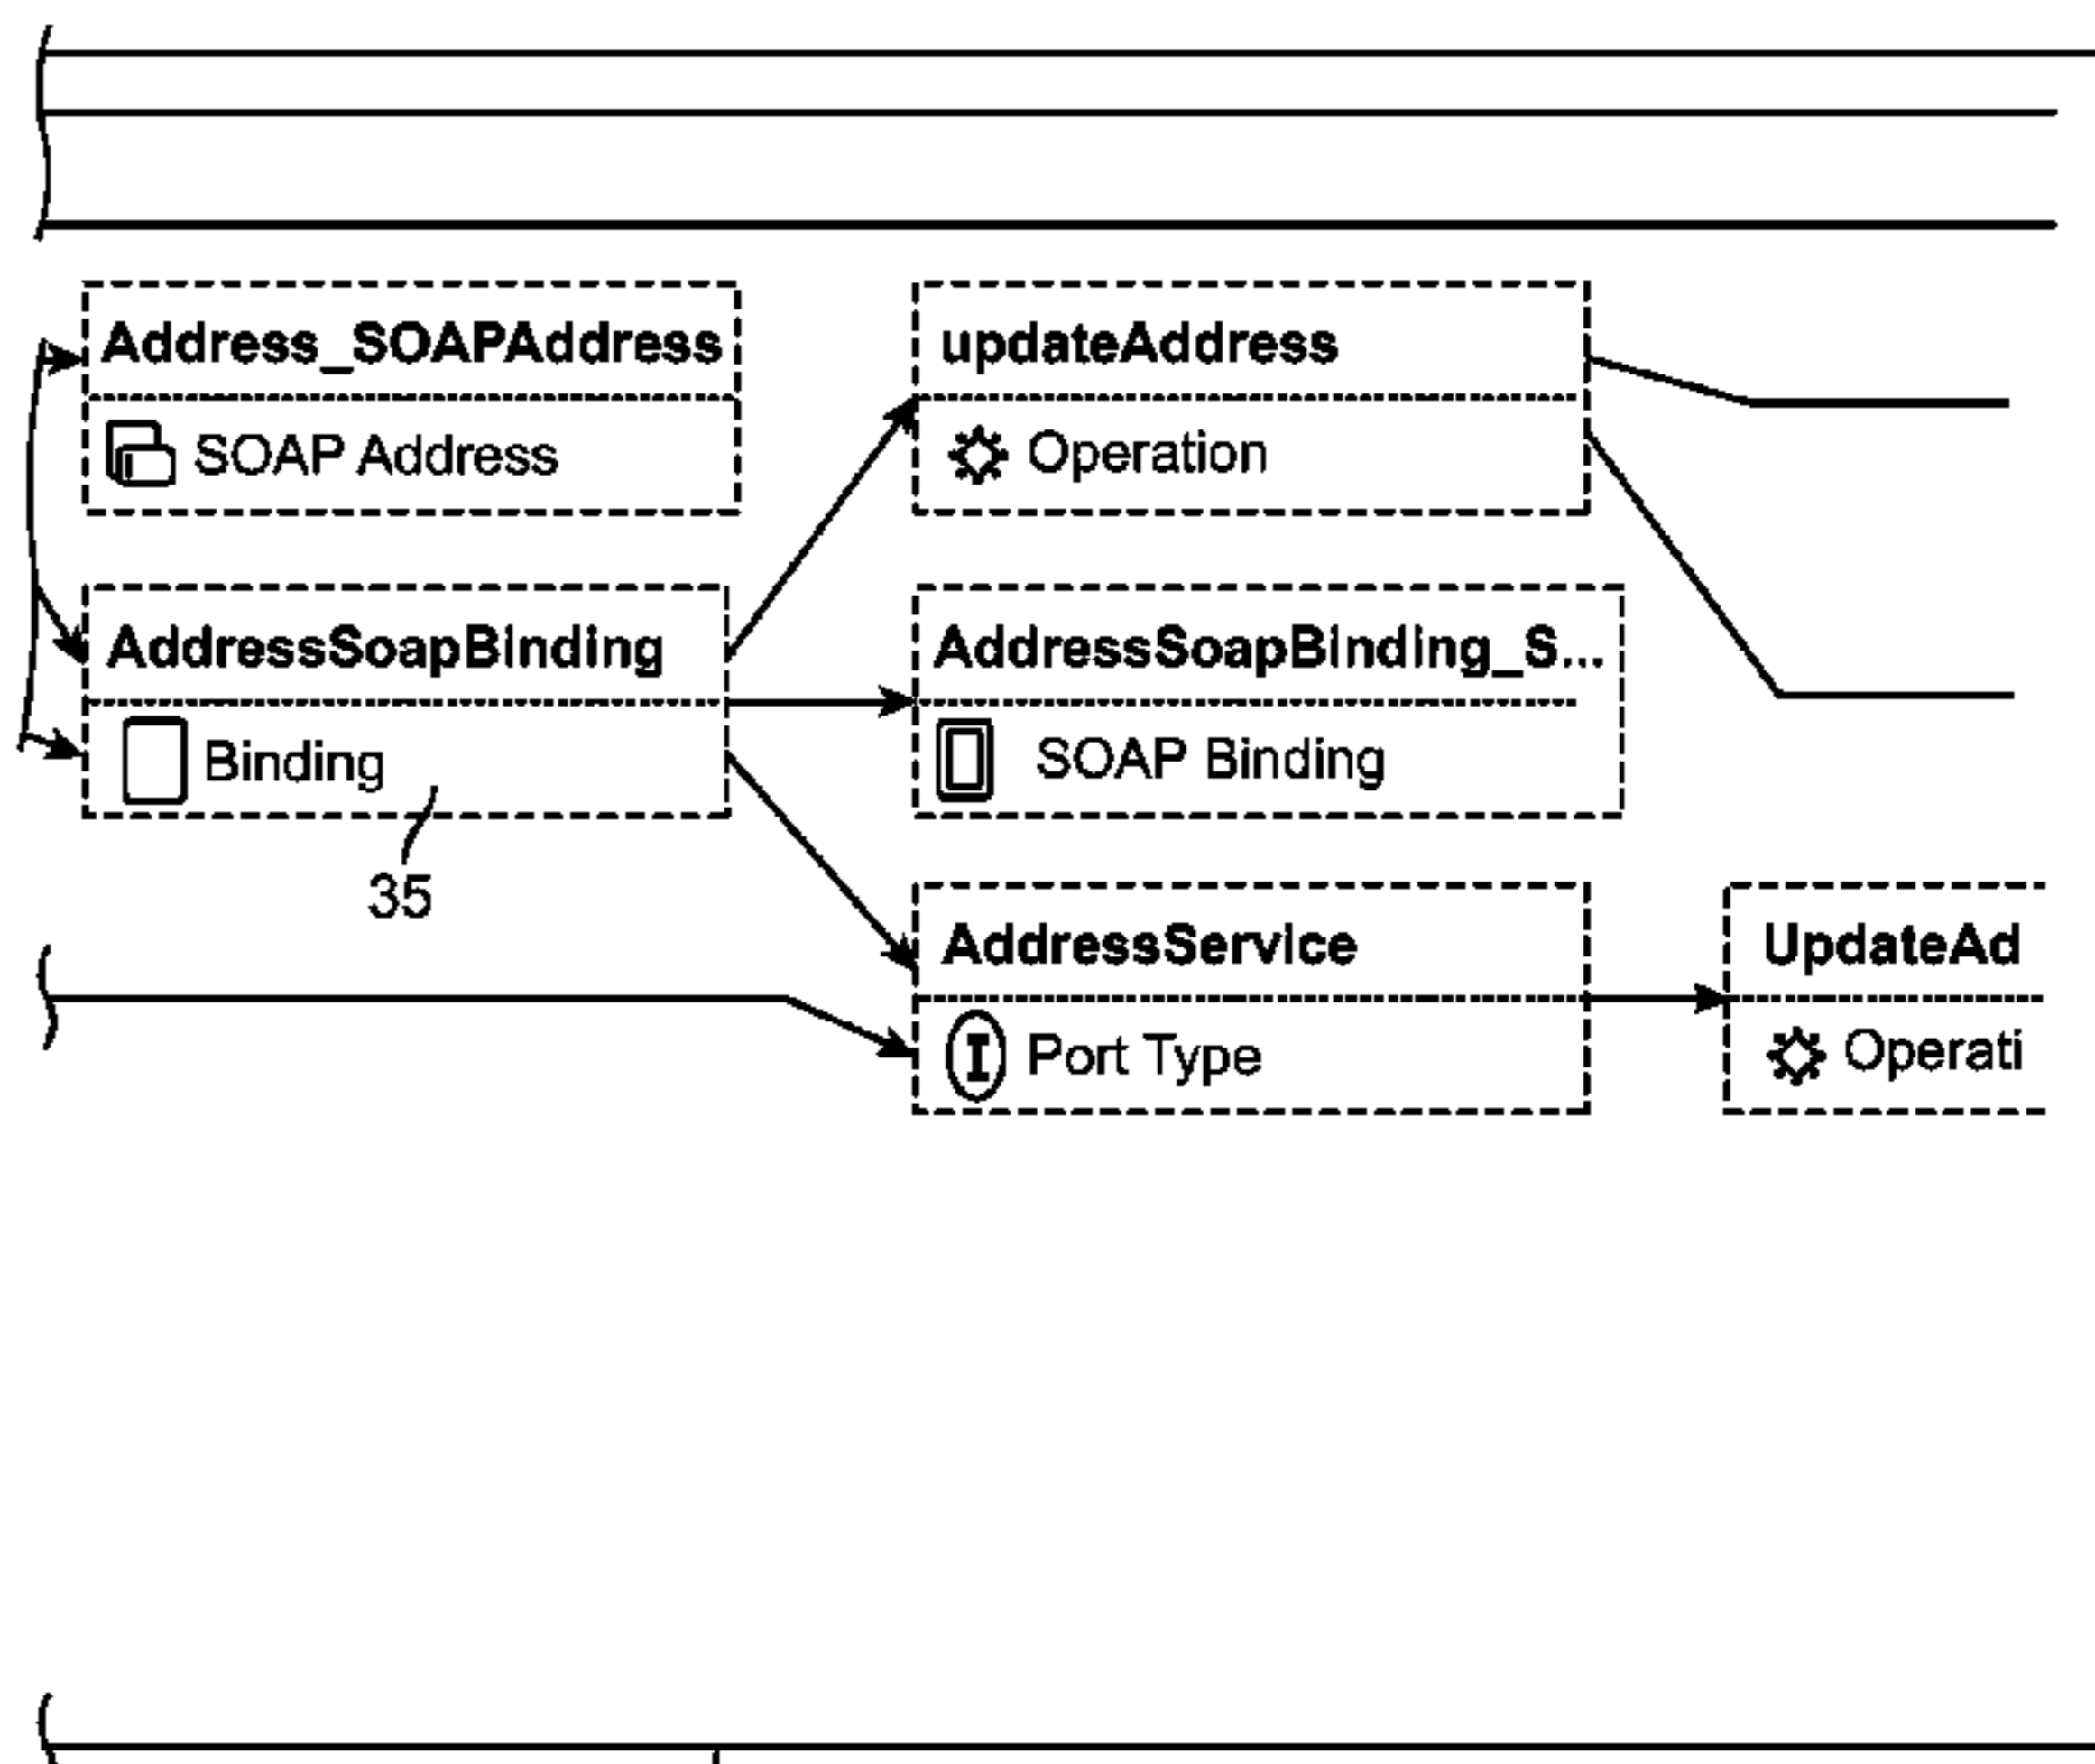 Address_SOAPAddress
SOAP Address
updateAddress
Operation
AddressSoapBinding
Binding
35
AddressSoapBinding_S...
SOAP Binding
AddressService
Port Type
UpdateAd
Operati